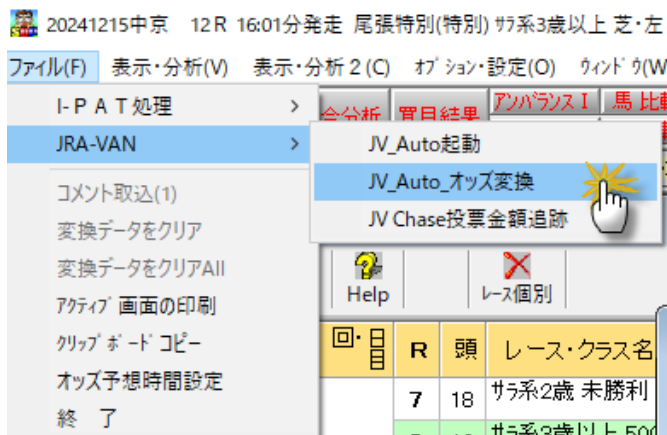 20241215中京 12R 16:01分発走 尾張特別(特別) ｻﾗ系3歳以上 芝・左
ファイル(F) 表示・分析(V) 表示・分析２(C) ｵﾌﾟｼｮﾝ・設定(O) ｳｨﾝﾄﾞｳ(W
I-ＰＡＴ処理 >
合分析 買目結果 ｱﾝﾊﾞﾗﾝｽ I 馬 比較
JRA-VAN >
JV_Auto起動
JV_Auto_オッズ変換
JV Chase投票金額追跡
コメント取込(1)
変換データをクリア
変換データをクリアAll
ｱｸﾃｨﾌﾞ画面の印刷
ｸﾘｯﾌﾟﾎﾞｰﾄﾞコピー
オッズ予想時間設定
終 了
Help
ﾚｰｽ個別
回・日目 R 頭 レース・クラス名
7 18 ｻﾗ系2歳 未勝利